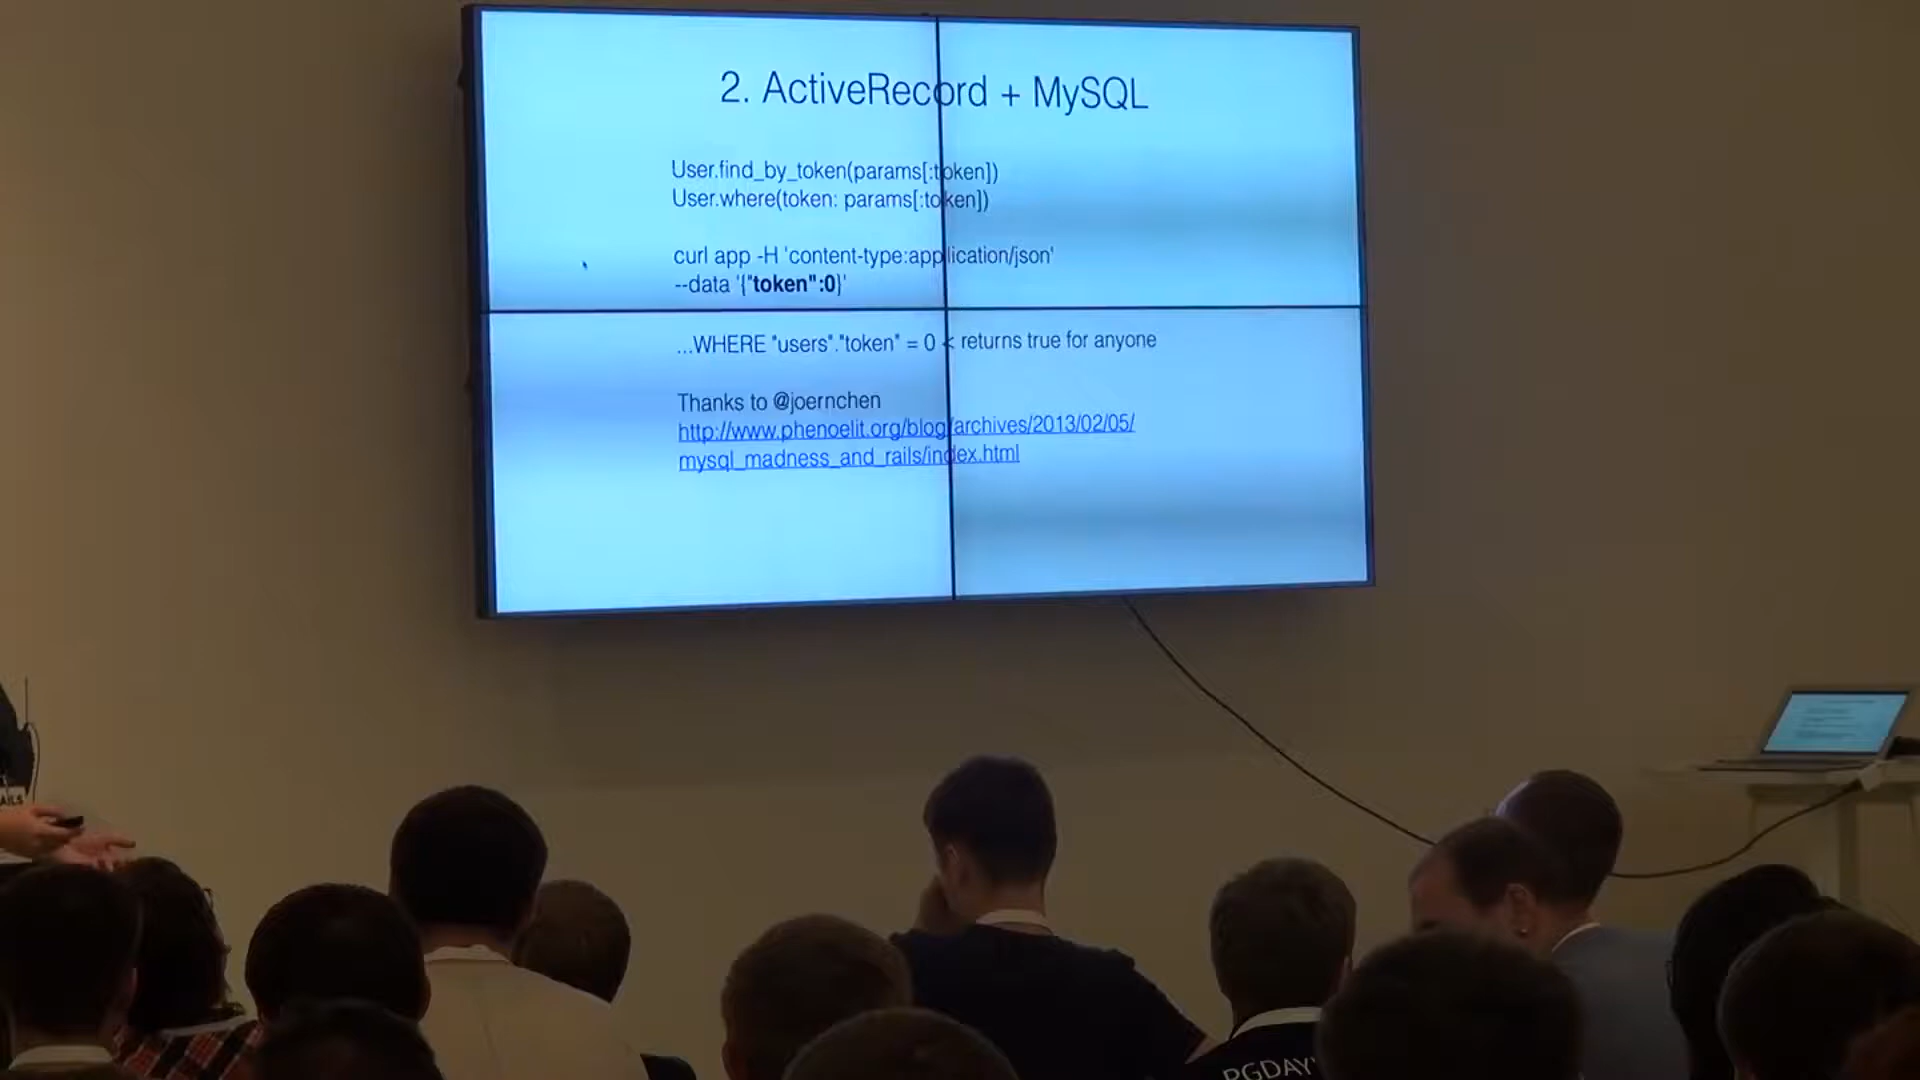 2. ActiveRecord + MySQL
User.find_by_token(params[:token])
User.where(token: params[:token])
curl app -H 'content-type:application/json'
--data '{"token":0}'
...WHERE "users"."token" = 0 < returns true for anyone
Thanks to @joernchen
http://www.phenoelit.org/blog/archives/2013/02/05/
mysql_madness_and_rails/index.html
AILS
PGDAY'